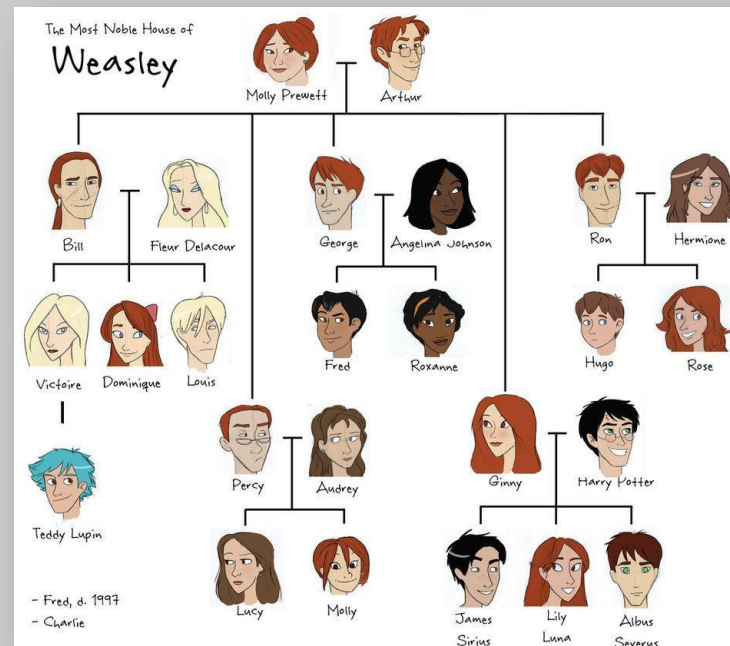 The Most Noble House of
Weasley
Molly Prewett
Arthur
Bill
Fleur Delacour
George
Angelina Johnson
Ron
Hermione
Victoire
Dominique
Louis
Fred
Roxanne
Hugo
Rose
Percy
Audrey
Ginny
Harry Potter
Teddy Lupin
Lucy
Molly
James
Sirius
Lily
Luna
Albus
Severus
- Fred, d. 1997
- Charlie